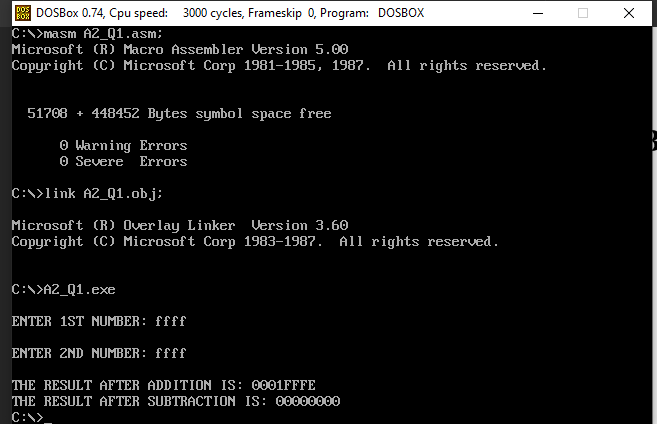 DOS BOX DOSBox 0.74, Cpu speed: 3000 cycles, Frameskip 0, Program: DOSBOX
C:\>masm A2_Q1.asm;
Microsoft (R) Macro Assembler Version 5.00
Copyright (C) Microsoft Corp 1981-1985, 1987.  All rights reserved.
51708 + 448452 Bytes symbol space free
0 Warning Errors
0 Severe  Errors
C:\>link A2_Q1.obj;
Microsoft (R) Overlay Linker  Version 3.60
Copyright (C) Microsoft Corp 1983-1987.  All rights reserved.
C:\>A2_Q1.exe
ENTER 1ST NUMBER: ffff
ENTER 2ND NUMBER: ffff
THE RESULT AFTER ADDITION IS: 0001FFFE
THE RESULT AFTER SUBTRACTION IS: 00000000
C:\>_